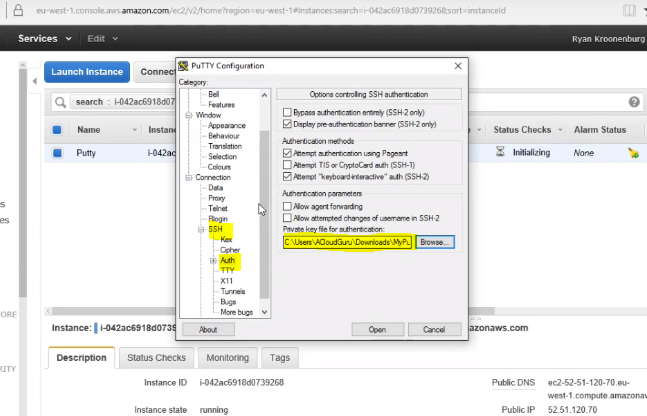 eu-west-1.console.aws.amazon.com/ec2/v2/home?region=eu-west-1#Instances:search=i-042ac6918d0739268;sort=instanceId
Services
Edit
Ryan Kroonenburg
Launch Instance
Connec
search : i-042ac6918d07
Name
Instanc
Status Checks
Alarm Status
Putty
i-042ac
Initializing
None
PuTTY Configuration
Category:
Bell
Features
Window
Appearance
Behaviour
Translation
Selection
Colours
Connection
Data
Proxy
Telnet
Rlogin
SSH
Kex
Cipher
Auth
TTY
X11
Tunnels
Bugs
More bugs
Options controlling SSH authentication
Bypass authentication entirely (SSH-2 only)
Display pre-authentication banner (SSH-2 only)
Authentication methods
Attempt authentication using Pageant
Attempt TIS or CryptoCard auth (SSH-1)
Attempt "keyboard-interactive" auth (SSH-2)
Authentication parameters
Allow agent forwarding
Allow attempted changes of username in SSH-2
Private key file for authentication:
C:\Users\ACloudGuru\Downloads\MyPu
Browse...
About
Open
Cancel
Instance: i-042ac6918d0739
azonaws.com
Description
Status Checks
Monitoring
Tags
Instance ID i-042ac6918d0739268
Public DNS ec2-52-51-120-70.eu-
west-1.compute.amazonav
Instance state running
Public IP 52.51.120.70